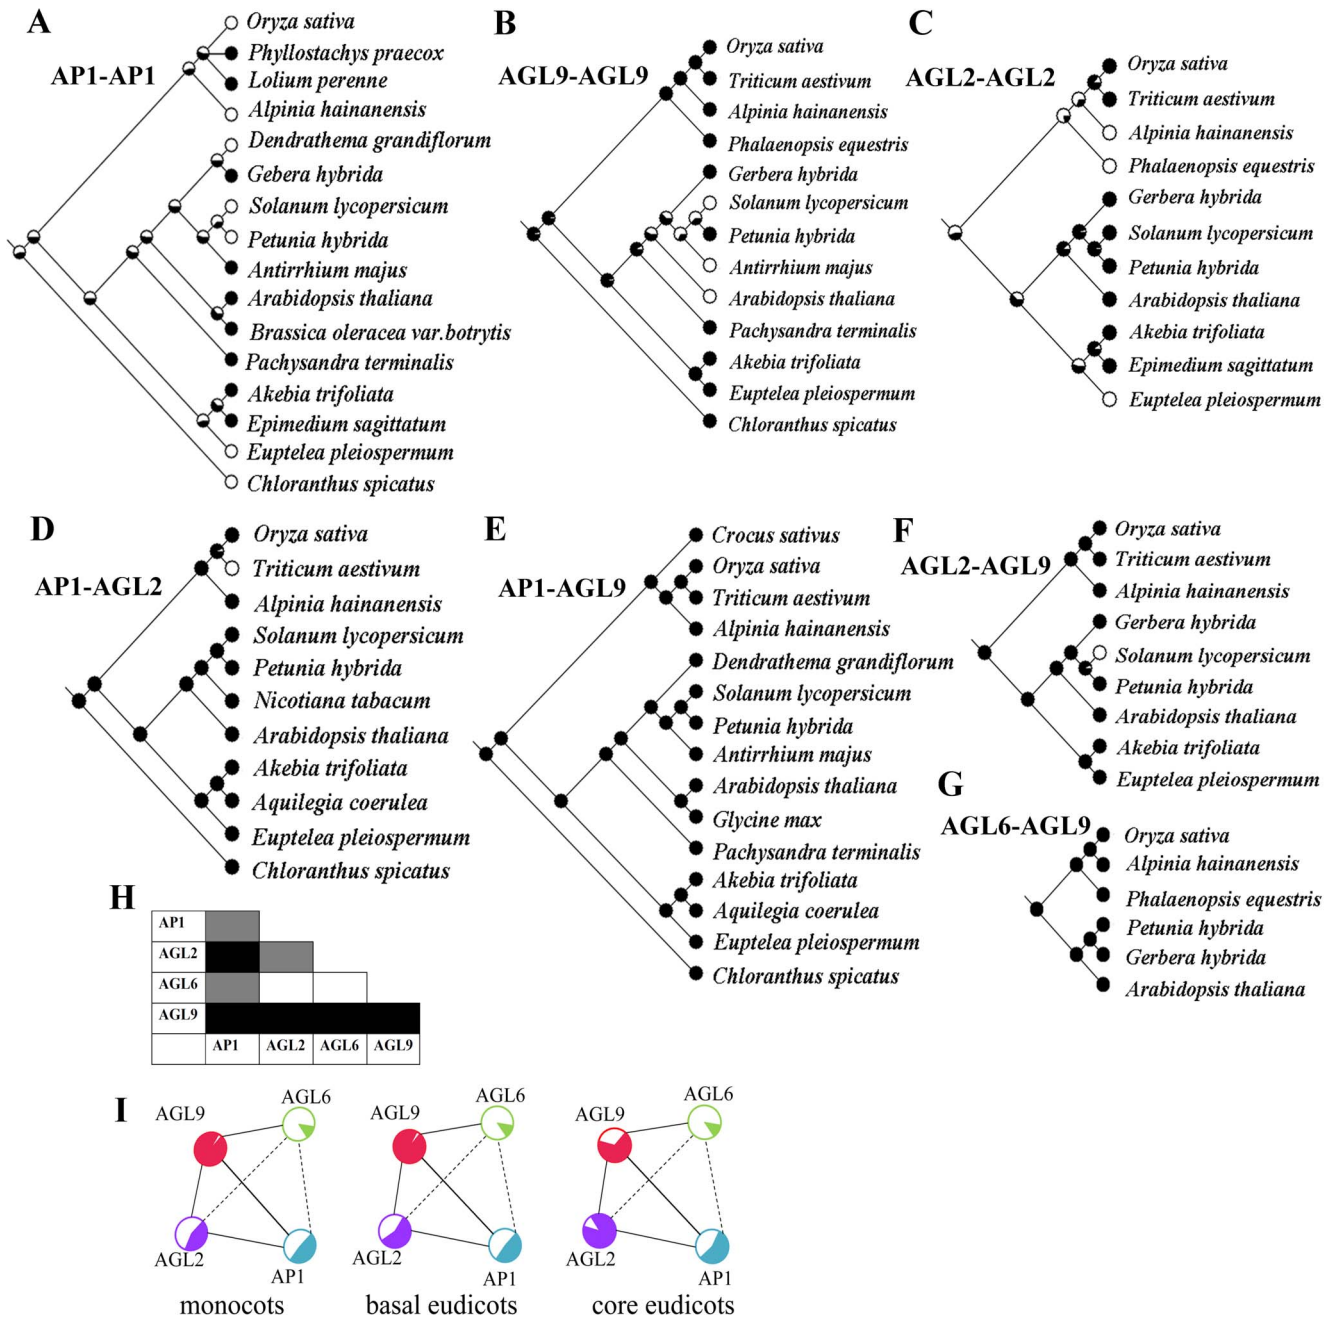 A
AP1-AP1
Oryza sativa
Phyllostachys praecox
Lolium perenne
Alpinia hainanensis
Dendrathema grandiflorum
Gebera hybrida
Solanum lycopersicum
Petunia hybrida
Antirrhium majus
Arabidopsis thaliana
Brassica oleracea var.botrytis
Pachysandra terminalis
Akebia trifoliata
Epimedium sagittatum
Euptelea pleiospermum
Chloranthus spicatus
B
AGL9-AGL9
Oryza sativa
Triticum aestivum
Alpinia hainanensis
Phalaenopsis equestris
Gerbera hybrida
Solanum lycopersicum
Petunia hybrida
Antirrhium majus
Arabidopsis thaliana
Pachysandra terminalis
Akebia trifoliata
Euptelea pleiospermum
Chloranthus spicatus
C
AGL2-AGL2
Oryza sativa
Triticum aestivum
Alpinia hainanensis
Phalaenopsis equestris
Gerbera hybrida
Solanum lycopersicum
Petunia hybrida
Arabidopsis thaliana
Akebia trifoliata
Epimedium sagittatum
Euptelea pleiospermum
D
AP1-AGL2
Oryza sativa
Triticum aestivum
Alpinia hainanensis
Solanum lycopersicum
Petunia hybrida
Nicotiana tabacum
Arabidopsis thaliana
Akebia trifoliata
Aquilegia coerulea
Euptelea pleiospermum
Chloranthus spicatus
E
AP1-AGL9
Crocus sativus
Oryza sativa
Triticum aestivum
Alpinia hainanensis
Dendrathema grandiflorum
Solanum lycopersicum
Petunia hybrida
Antirrhium majus
Arabidopsis thaliana
Glycine max
Pachysandra terminalis
Akebia trifoliata
Aquilegia coerulea
Euptelea pleiospermum
Chloranthus spicatus
F
AGL2-AGL9
Oryza sativa
Triticum aestivum
Alpinia hainanensis
Gerbera hybrida
Solanum lycopersicum
Petunia hybrida
Arabidopsis thaliana
Akebia trifoliata
Euptelea pleiospermum
G
AGL6-AGL9
Oryza sativa
Alpinia hainanensis
Phalaenopsis equestris
Petunia hybrida
Gerbera hybrida
Arabidopsis thaliana
H
AP1
AGL2
AGL6
AGL9
AP1 AGL2 AGL6 AGL9
I
AGL9 AGL6
AGL2 AP1
monocots
AGL9 AGL6
AGL2 AP1
basal eudicots
AGL9 AGL6
AGL2 AP1
core eudicots